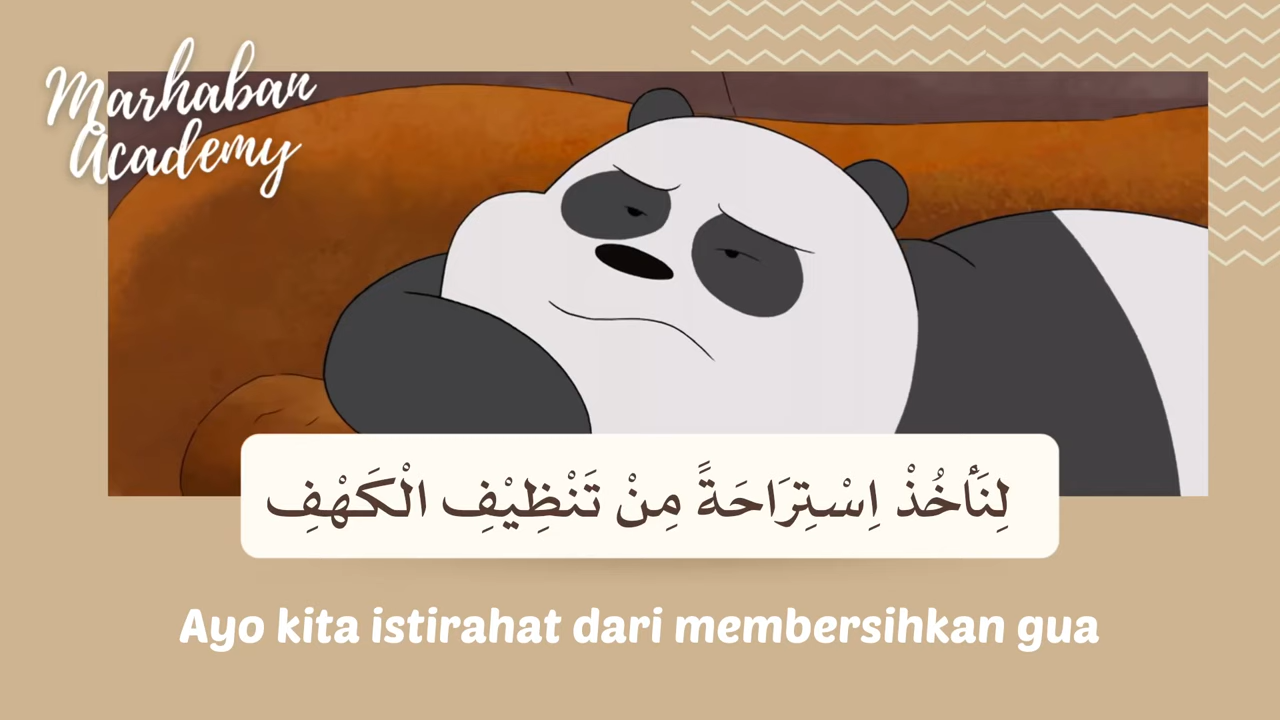 Marhaban
Academy
لِنَأْخُذْ اِسْتِرَاحَةً مِنْ تَنْظِيْفِ الْكَهْفِ
Ayo kita istirahat dari membersihkan gua